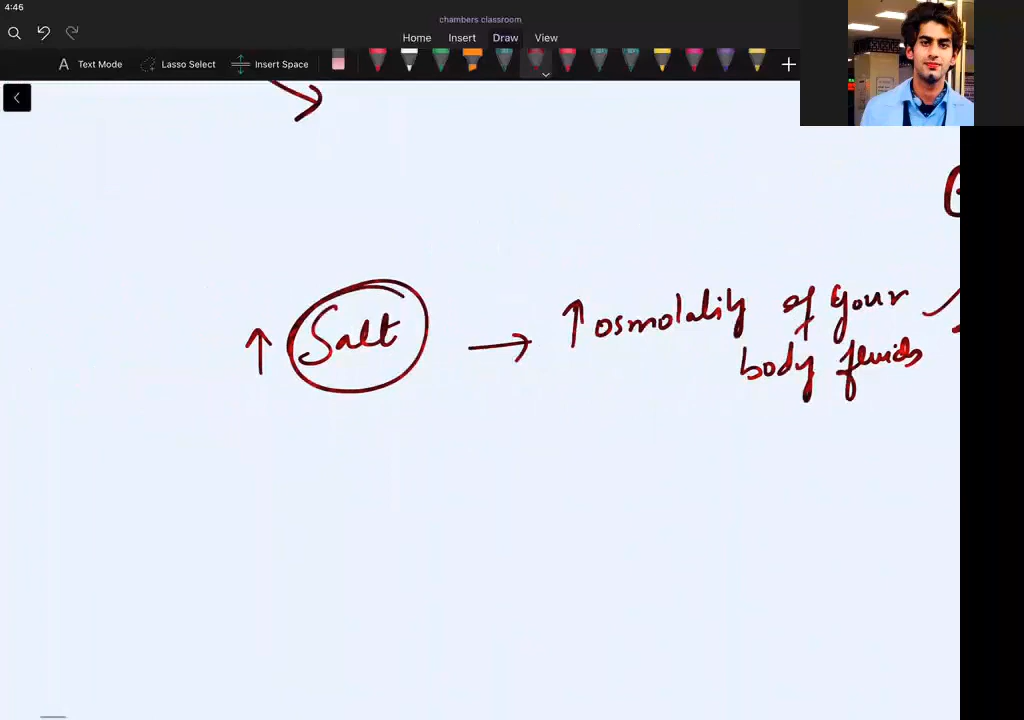 4:46
chambers classroom
Home Insert Draw View
Text Mode Lasso Select Insert Space
↑ Salt → ↑ osmolality of your
body fluids